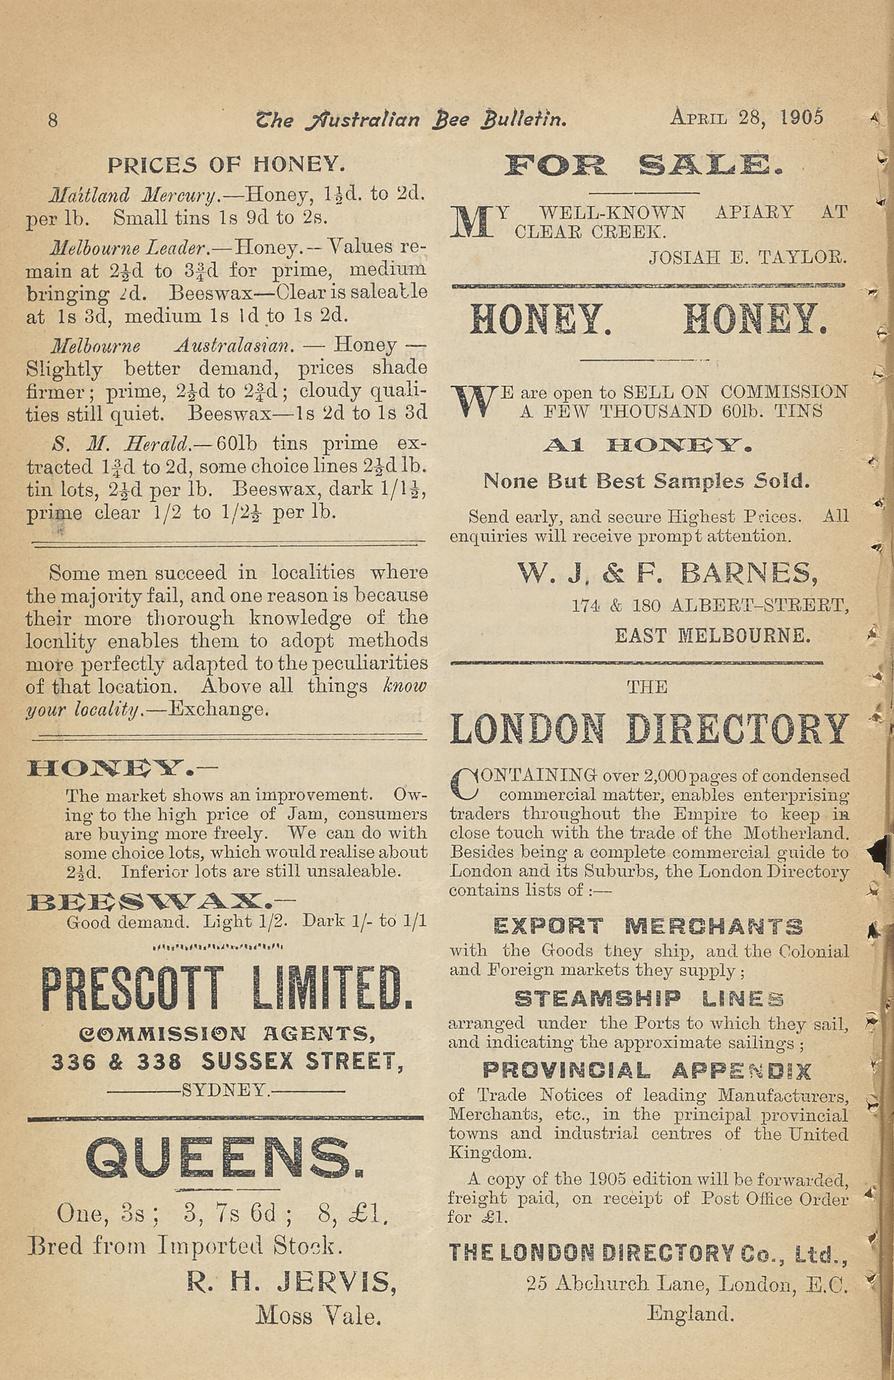 8
The Australian Bee Bulletin.
APRIL 28, 1905
PRICES OF HONEY.
Maitland Mercury.—Honey, 1½d. to 2d.
per lb. Small tins 1s 9d to 2s.
Melbourne Leader.—Honey.—Values re-
main at 2½d to 3¾d for prime, medium
bringing 2d. Beeswax—Clear is saleable
at 1s 3d, medium 1s 1d to 1s 2d.
Melbourne Australasian. — Honey —
Slightly better demand, prices shade
firmer; prime, 2½d to 2¾d; cloudy quali-
ties still quiet. Beeswax—1s 2d to 1s 3d
S. M. Herald.—60lb tins prime ex-
tracted 1¾d to 2d, some choice lines 2½d lb.
tin lots, 2½d per lb. Beeswax, dark 1/1½,
prime clear 1/2 to 1/2½ per lb.
Some men succeed in localities where
the majority fail, and one reason is because
their more thorough knowledge of the
locnlity enables them to adopt methods
more perfectly adapted to the peculiarities
of that location. Above all things know
your locality.—Exchange.
HONEY.—
The market shows an improvement. Ow-
ing to the high price of Jam, consumers
are buying more freely. We can do with
some choice lots, which would realise about
2½d. Inferior lots are still unsaleable.
BEESWAX.—
Good demand. Light 1/2. Dark 1/- to 1/1
PRESCOTT LIMITED.
COMMISSION AGENTS,
336 & 338 SUSSEX STREET,
SYDNEY.
QUEENS.
One, 3s; 3, 7s 6d; 8, £1.
Bred from Imported Stock.
R. H. JERVIS,
Moss Vale.
FOR SALE.
MY WELL-KNOWN APIARY AT
CLEAR CREEK.
JOSIAH E. TAYLOR.
HONEY. HONEY.
WE are open to SELL ON COMMISSION
A FEW THOUSAND 60lb. TINS
A1 HONEY.
None But Best Samples Sold.
Send early, and secure Highest Prices. All
enquiries will receive prompt attention.
W. J. & F. BARNES,
174 & 180 ALBERT-STREERT,
EAST MELBOURNE.
THE
LONDON DIRECTORY
CONTAINING over 2,000 pages of condensed
commercial matter, enables enterprising
traders throughout the Empire to keep in
close touch with the trade of the Motherland.
Besides being a complete commercial guide to
London and its Suburbs, the London Directory
contains lists of :—
EXPORT MERCHANTS
with the Goods they ship, and the Colonial
and Foreign markets they supply;
STEAMSHIP LINES
arranged under the Ports to which they sail,
and indicating the approximate sailings;
PROVINCIAL APPENDIX
of Trade Notices of leading Manufacturers,
Merchants, etc., in the principal provincial
towns and industrial centres of the United
Kingdom.
A copy of the 1905 edition will be forwarded,
freight paid, on receipt of Post Office Order
for £1.
THE LONDON DIRECTORY Co., Ltd.,
25 Abchurch Lane, London, E.C.
England.